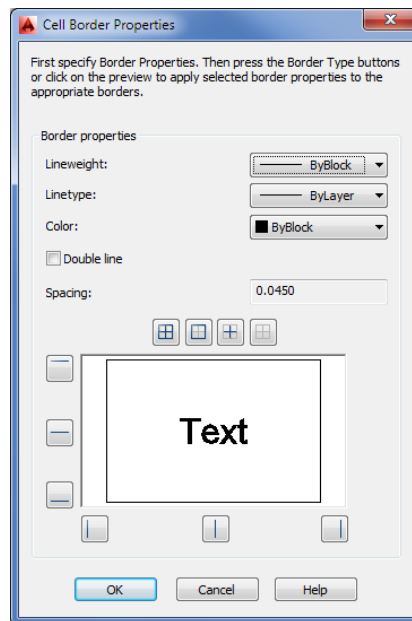 Cell Border Properties
First specify Border Properties. Then press the Border Type buttons
or click on the preview to apply selected border properties to the
appropriate borders.
Border properties
Lineweight:
ByBlock
Linetype:
ByLayer
Color:
ByBlock
Double line
Spacing:
0.0450
Text
OK
Cancel
Help